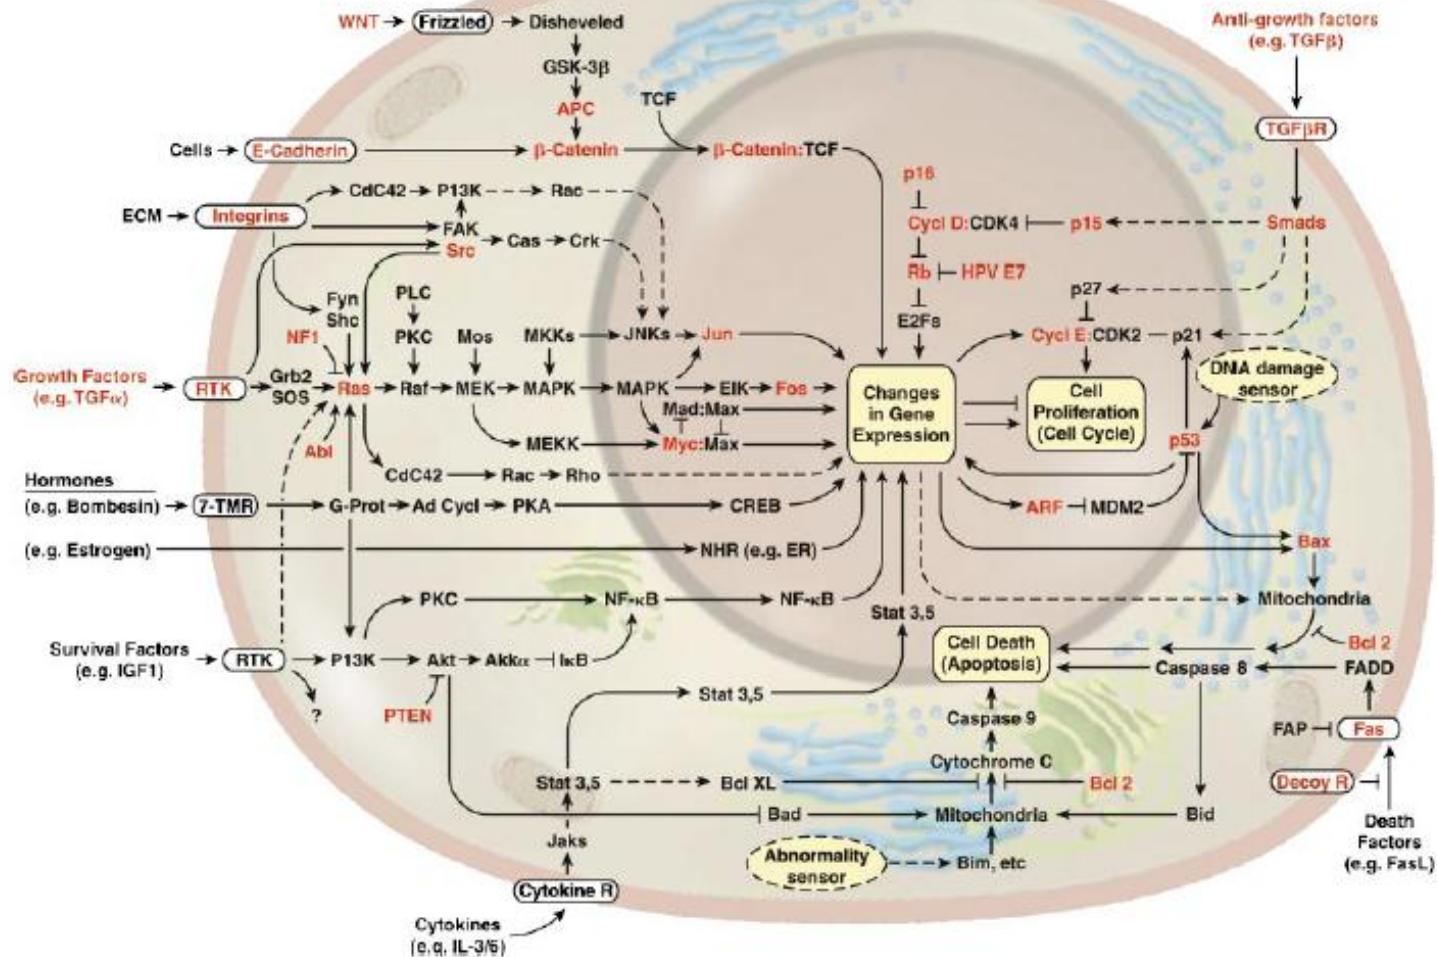 WNT
Frizzled
Disheveled
GSK-3β
APC
TCF
Cells
E-Cadherin
β-Catenin
β-Catenin:TCF
Anti-growth factors
(e.g. TGFβ)
TGFβR
Smads
p16
Cycl D:CDK4
p15
Rb
HPV E7
E2Fs
p27
Cycl E:CDK2
p21
DNA damage
sensor
CdC42
P13K
Rac
ECM
Integrins
FAK
Src
Cas
Crk
Fyn
Shc
PLC
NF1
PKC
Mos
MKKs
JNKs
Jun
Growth Factors
(e.g. TGFα)
RTK
Grb2
SOS
Ras
Raf
MEK
MAPK
MAPK
ElK
Fos
Mad:Max
Changes
in Gene
Expression
Cell
Proliferation
(Cell Cycle)
p53
Abl
MEKK
Myc:Max
CdC42
Rac
Rho
Hormones
(e.g. Bombesin)
7-TMR
G-Prot
Ad Cycl
PKA
CREB
ARF
MDM2
(e.g. Estrogen)
NHR (e.g. ER)
Bax
PKC
NF-κB
NF-κB
Stat 3,5
Mitochondria
Survival Factors
(e.g. IGF1)
RTK
P13K
Akt
Akkα
IκB
Cell Death
(Apoptosis)
Bcl 2
Caspase 8
FADD
?
PTEN
Stat 3,5
Caspase 9
FAP
Fas
Cytochrome C
Stat 3,5
Bcl XL
Bcl 2
Decoy R
Bad
Mitochondria
Bid
Death
Factors
(e.g. FasL)
Jaks
Abnormality
sensor
Bim, etc
Cytokine R
Cytokines
(e.g. IL-3/6)